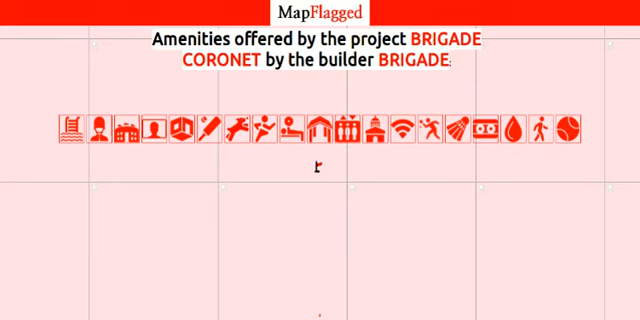 MapFlagged
Amenities offered by the project BRIGADE
CORONET by the builder BRIGADE: